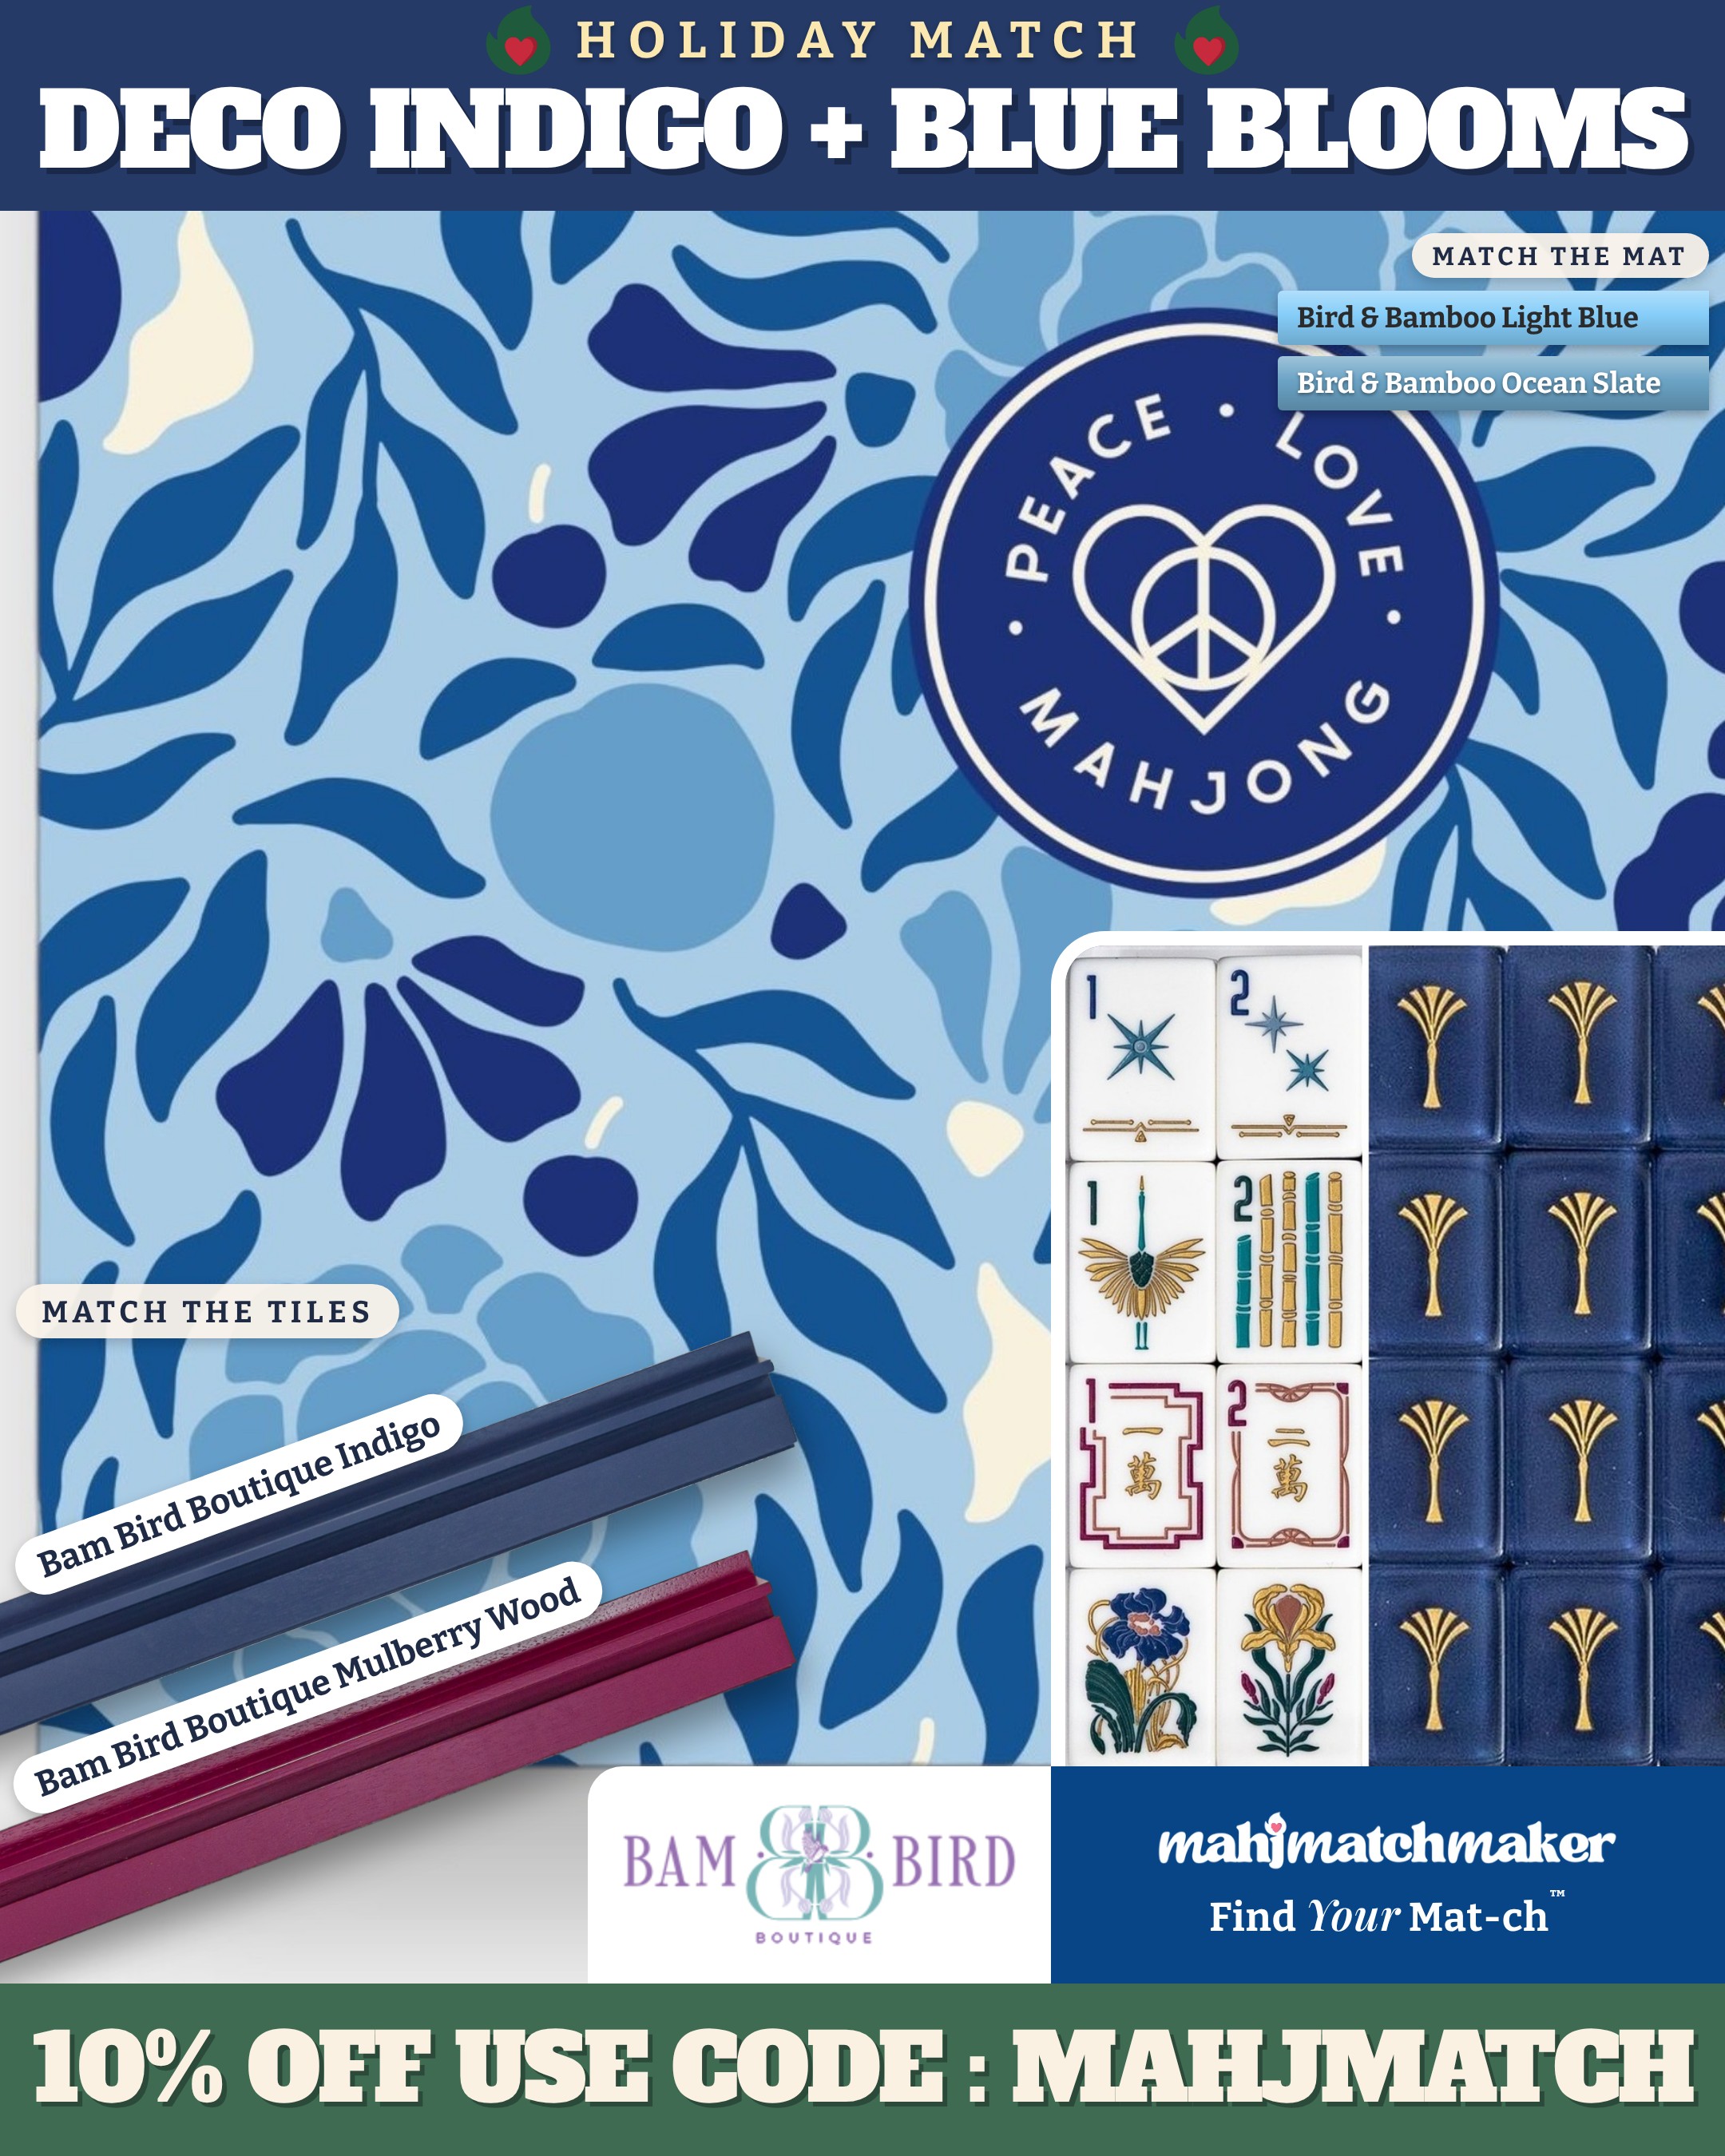 HOLIDAY MATCH
DECO INDIGO + BLUE BLOOMS
MATCH THE MAT
Bird & Bamboo Light Blue
Bird & Bamboo Ocean Slate
PEACE • LOVE •
• MAHJONG
1 2
1 2
1 2
一萬 二萬
MATCH THE TILES
Bam Bird Boutique Indigo
Bam Bird Boutique Mulberry Wood
BAM BIRD
BOUTIQUE
mahjmatchmaker
Find Your Mat-ch™
10% OFF USE CODE : MAHJMATCH